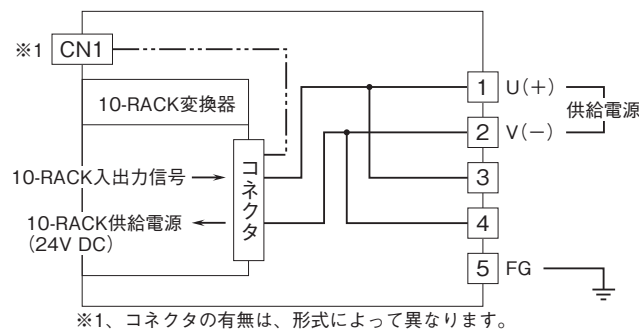 ※1 CN1
10-RACK変換器
10-RACK入出力信号
10-RACK供給電源
(24V DC)
コネクタ
1 U(+)
2 V(−)
供給電源
3
4
5 FG
※1、コネクタの有無は、形式によって異なります。